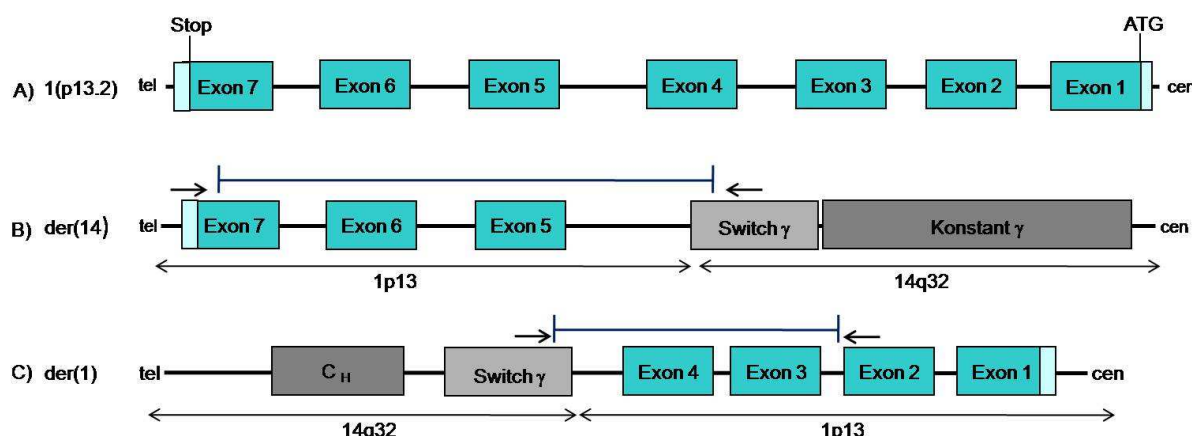 Stop ATG
A) 1(p13.2) tel Exon 7 Exon 6 Exon 5 Exon 4 Exon 3 Exon 2 Exon 1 cen
B) der(14) tel Exon 7 Exon 6 Exon 5 Switch γ Konstant γ cen
1p13 14q32
C) der(1) tel C H Switch γ Exon 4 Exon 3 Exon 2 Exon 1 cen
14q32 1p13